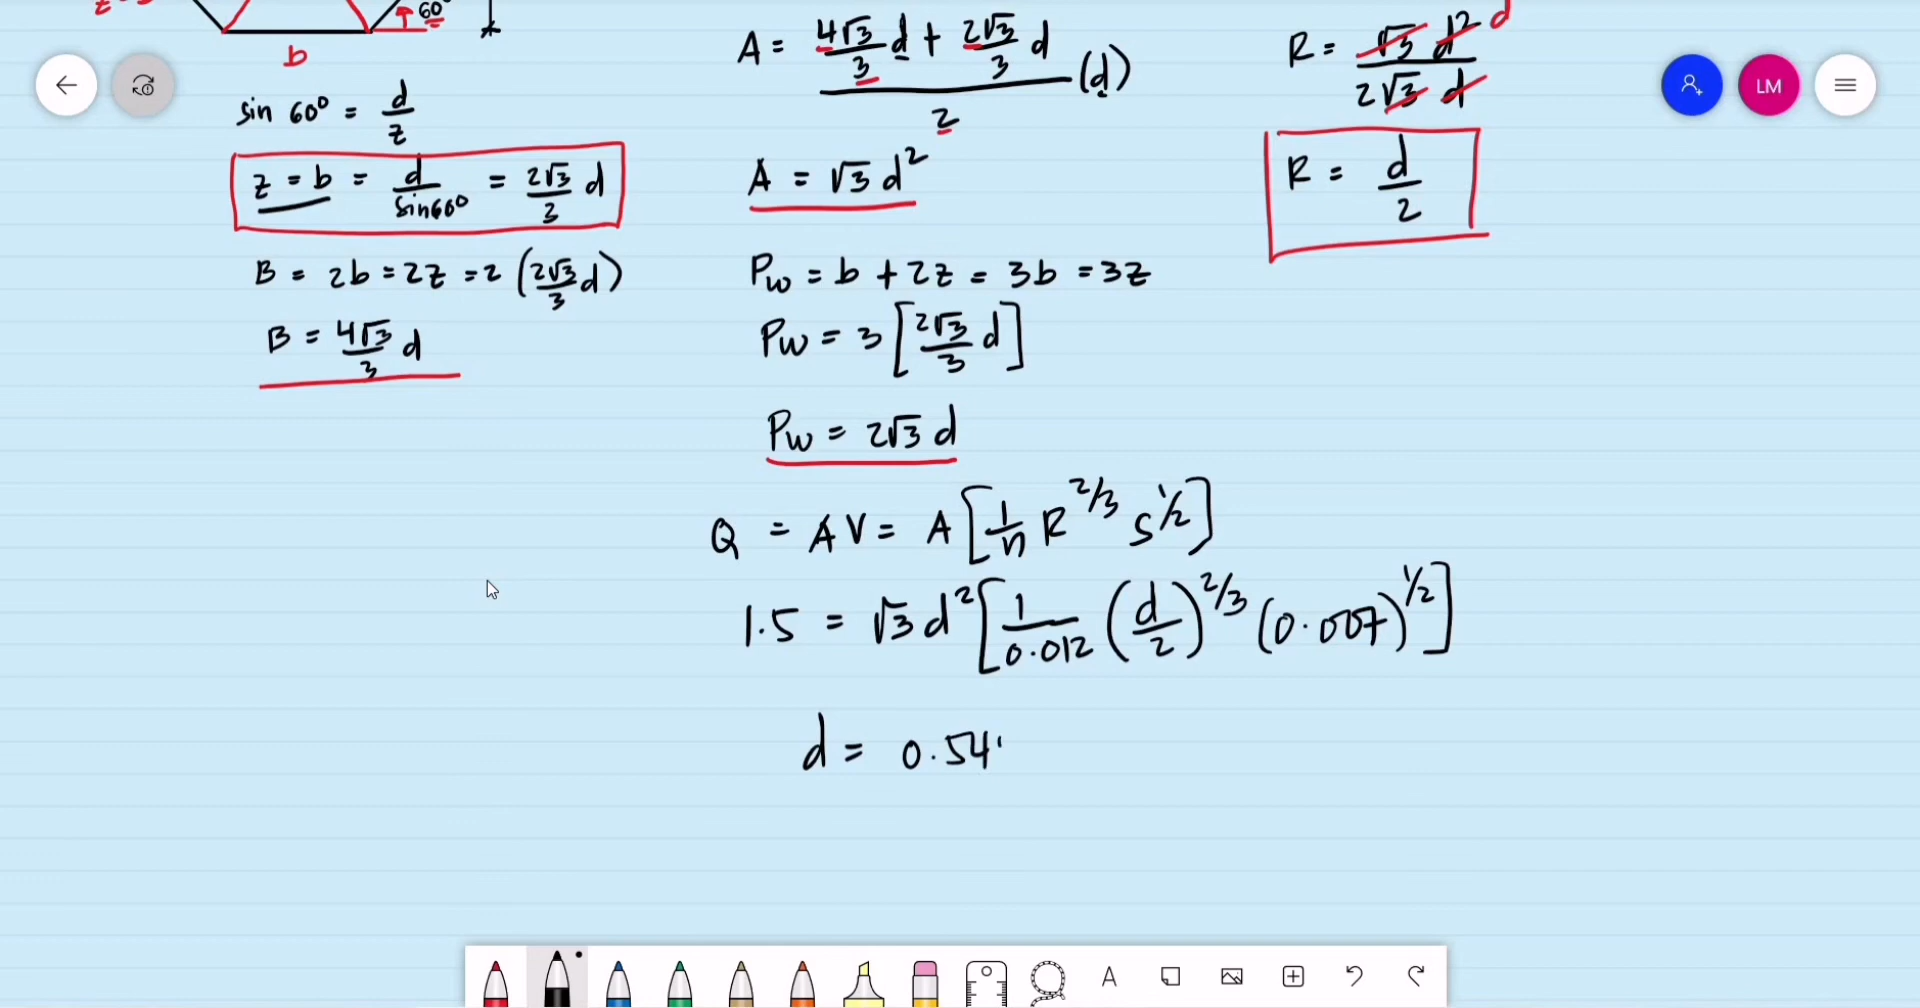 z
60°
b
sin 60° = d/z
z = b = d/sin60° = 2√3/3 d
B = 2b = 2z = 2 (2√3/3 d)
B = 4√3/3 d
A = (4√3/3 d + 2√3/3 d)/2 (d)
A = √3 d²
Pw = b + 2z = 3b = 3z
Pw = 3 [2√3/3 d]
Pw = 2√3 d
R = √3 d² d / 2√3 d
R = d/2
LM
Q = AV = A [1/n R^2/3 S^1/2]
1.5 = √3 d² [1/0.012 (d/2)^2/3 (0.007)^1/2]
d = 0.54
A